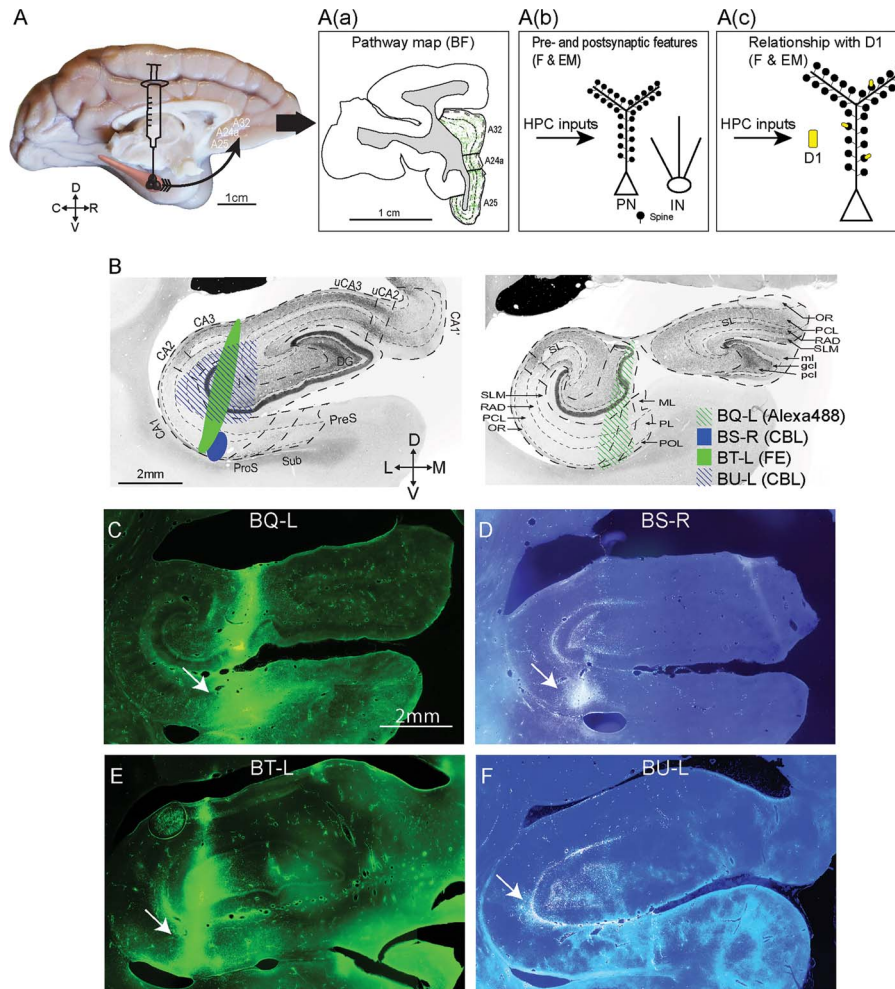 A
A32
A24a
A25
D
C R
V
1cm
A(a)
Pathway map (BF)
A32
A24a
A25
1 cm
A(b)
Pre- and postsynaptic features
(F & EM)
HPC inputs
PN
IN
Spine
A(c)
Relationship with D1
(F & EM)
HPC inputs
D1
B
uCA3
uCA2
CA3
CA2
CA1'
CA1
DG
PreS
Sub
ProS
2mm
D
L M
V
SL
SL
OR
PCL
RAD
SLM
ml
gcl
pcl
SLM
RAD
PCL
OR
ML
PL
POL
BQ-L (Alexa488)
BS-R (CBL)
BT-L (FE)
BU-L (CBL)
C
BQ-L
2mm
D
BS-R
E
BT-L
F
BU-L